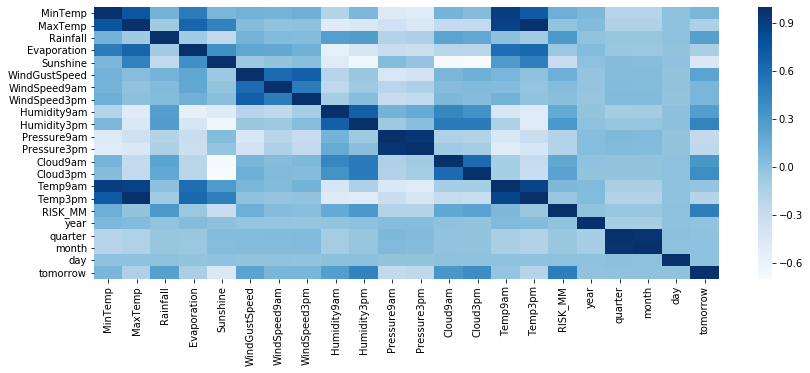 MinTemp
MaxTemp
Rainfall
Evaporation
Sunshine
WindGustSpeed
WindSpeed9am
WindSpeed3pm
Humidity9am
Humidity3pm
Pressure9am
Pressure3pm
Cloud9am
Cloud3pm
Temp9am
Temp3pm
RISK_MM
year
quarter
month
day
tomorrow
MinTemp
MaxTemp
Rainfall
Evaporation
Sunshine
WindGustSpeed
WindSpeed9am
WindSpeed3pm
Humidity9am
Humidity3pm
Pressure9am
Pressure3pm
Cloud9am
Cloud3pm
Temp9am
Temp3pm
RISK_MM
year
quarter
month
day
tomorrow
0.9
0.6
0.3
0.0
−0.3
−0.6